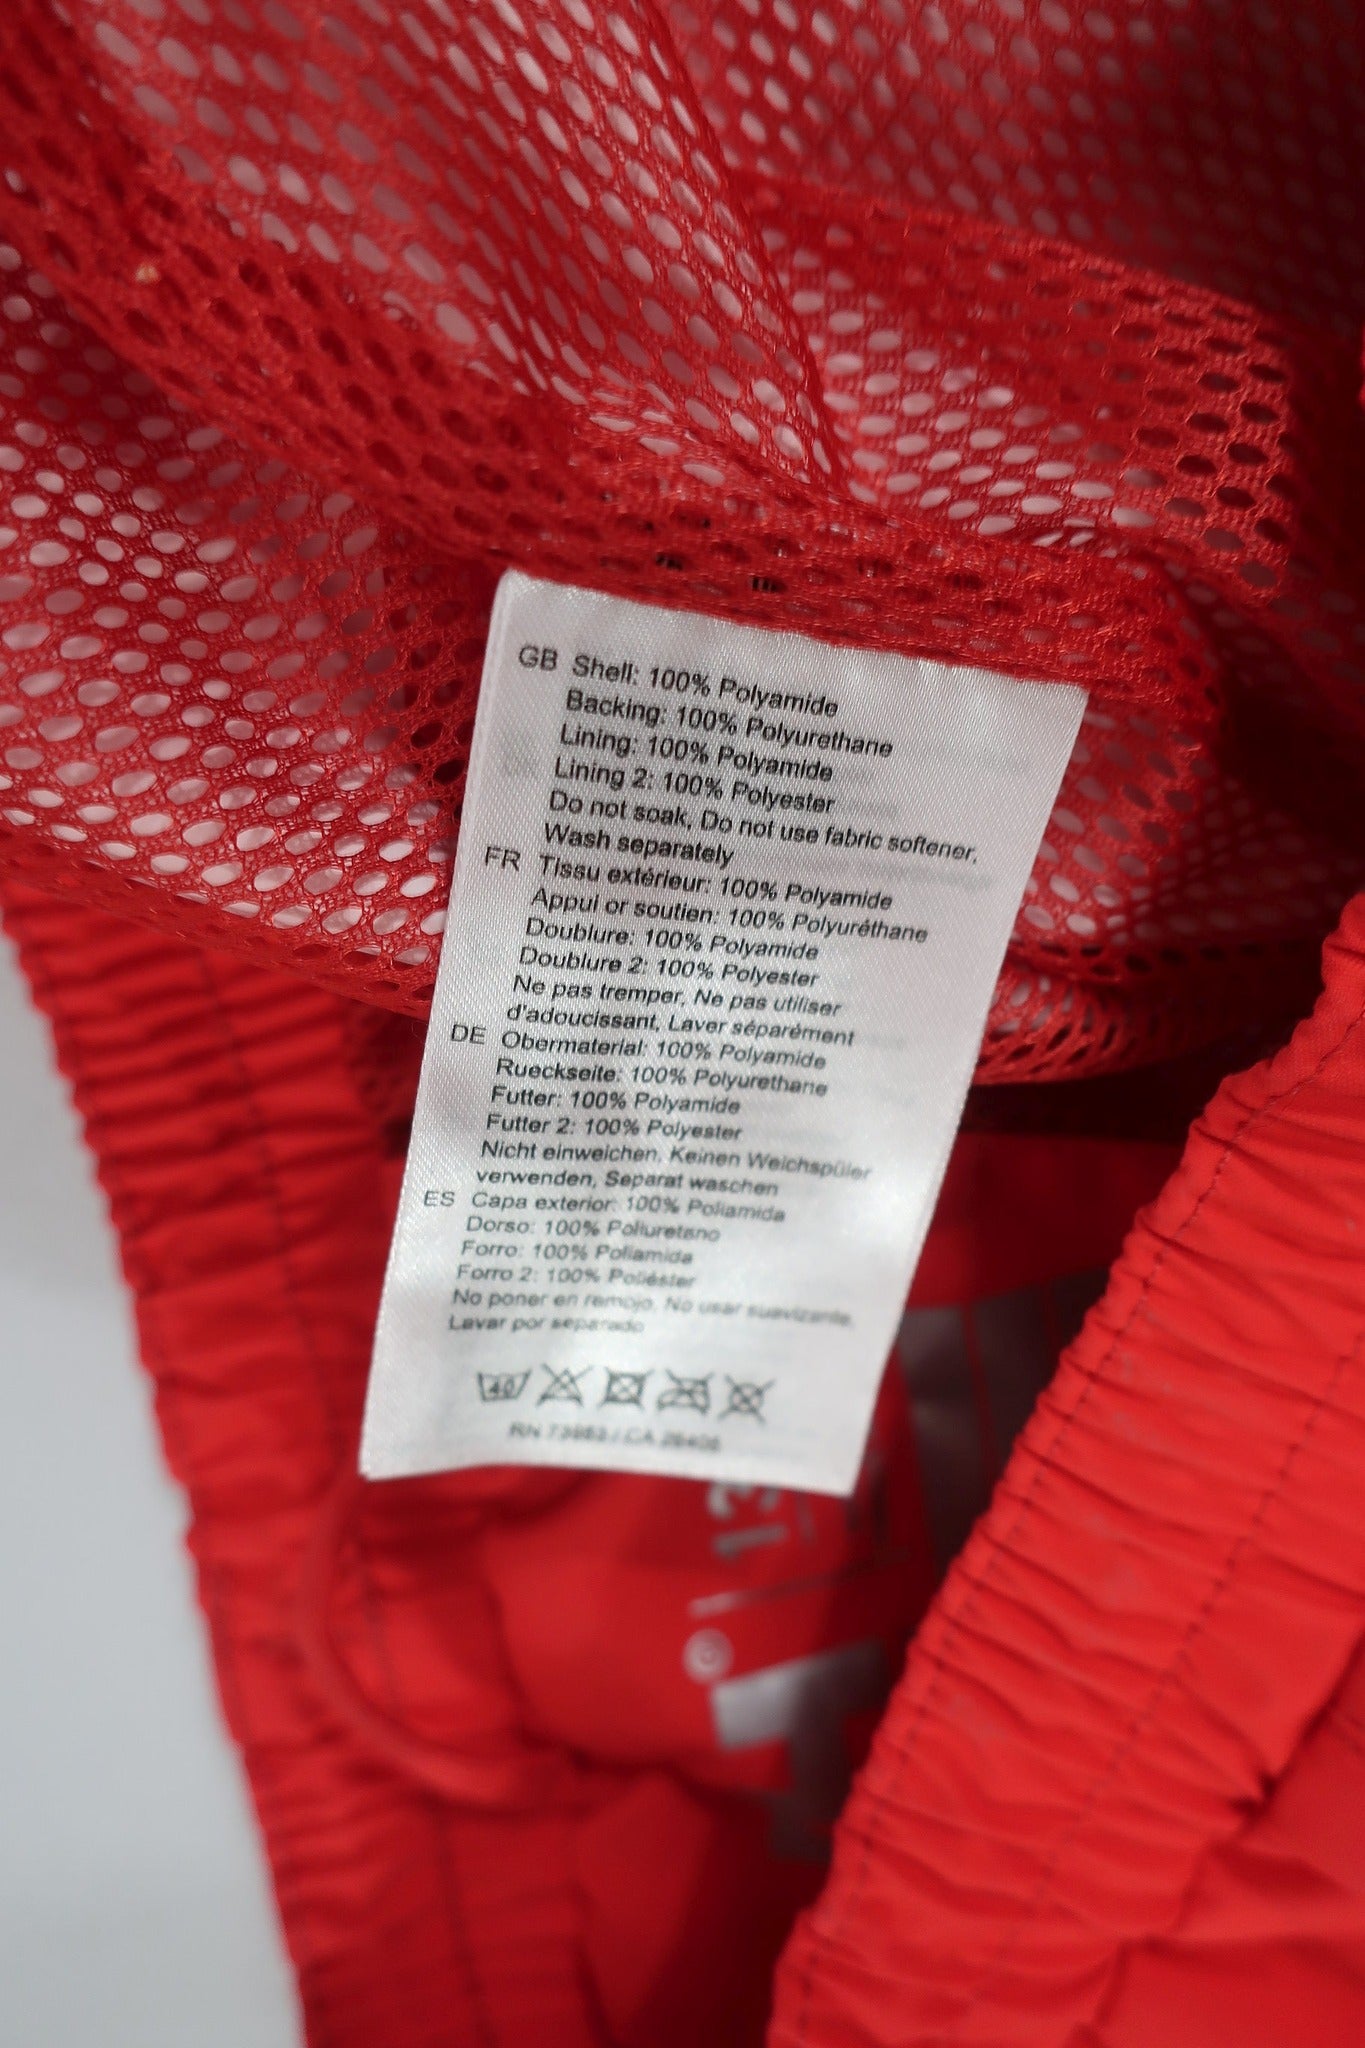 GB Shell: 100% Polyamide
Backing: 100% Polyurethane
Lining: 100% Polyamide
Lining 2: 100% Polyester
Do not soak, Do not use fabric softener,
Wash separately
FR Tissu extérieur: 100% Polyamide
Appui or soutien: 100% Polyuréthane
Doublure: 100% Polyamide
Doublure 2: 100% Polyester
Ne pas tremper, Ne pas utiliser
d'adoucissant, Laver séparément
DE Obermaterial: 100% Polyamide
Rueckseite: 100% Polyurethane
Futter: 100% Polyamide
Futter 2: 100% Polyester
Nicht einweichen, Keinen Weichspüler
verwenden, Separat waschen
ES Capa exterior: 100% Poliamida
Dorso: 100% Poliuretano
Forro: 100% Poliamida
Forro 2: 100% Poliéster
No poner en remojo, No usar suavizante,
Lavar por separado
40
RN CA